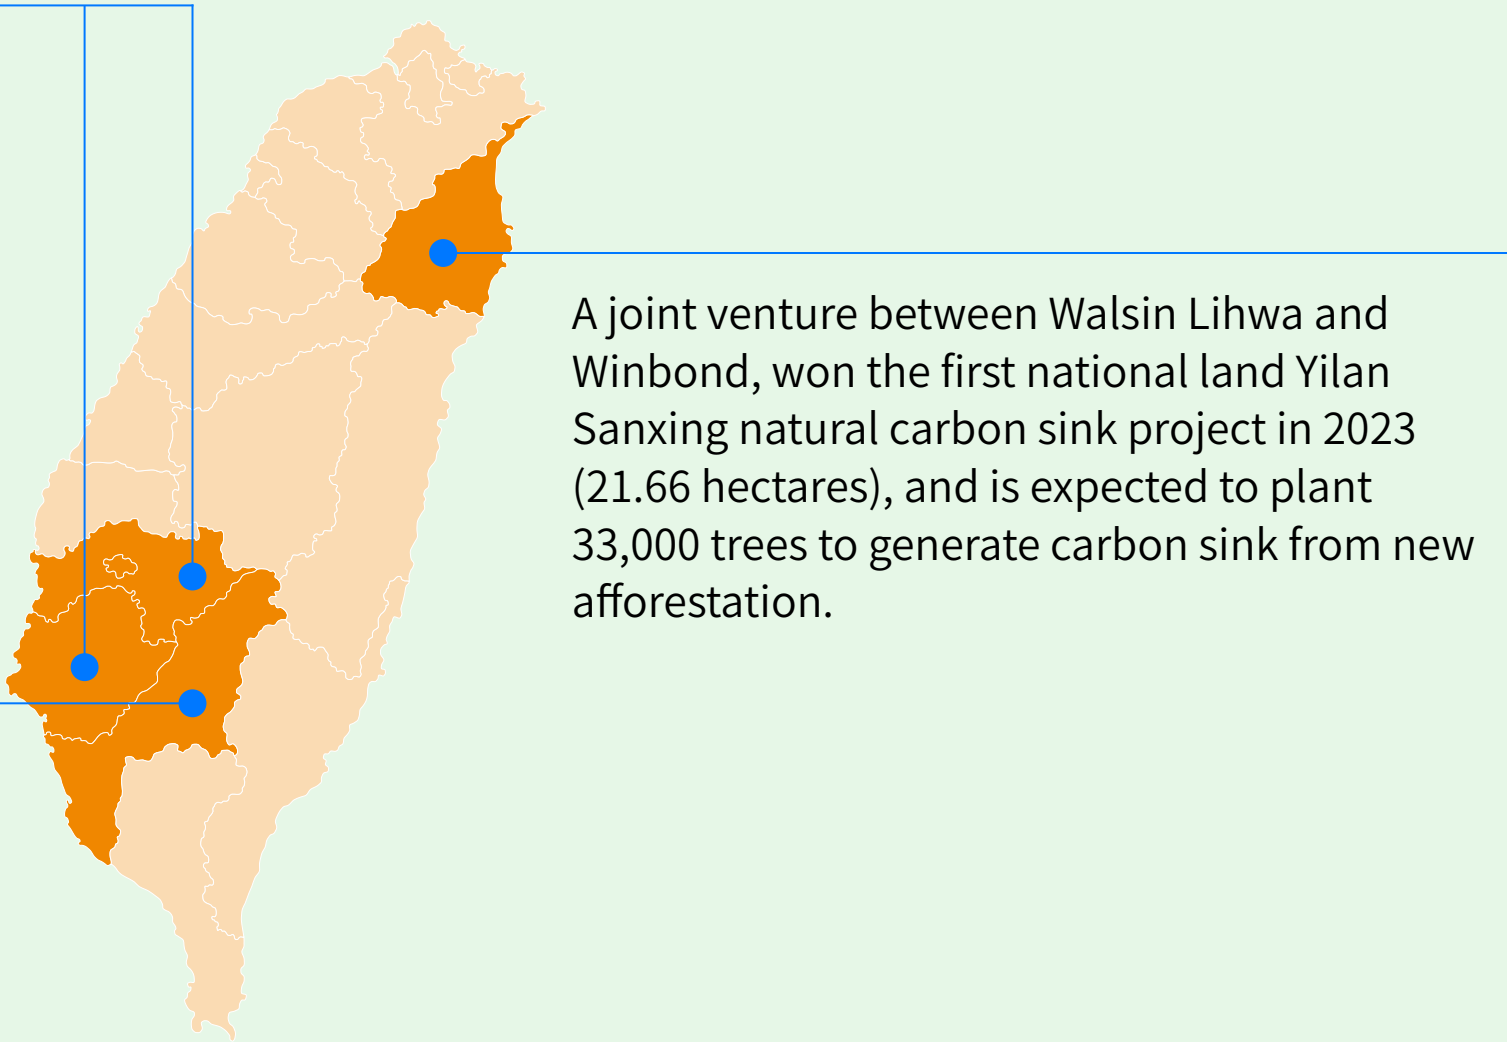 A joint venture between Walsin Lihwa and
Winbond, won the first national land Yilan
Sanxing natural carbon sink project in 2023
(21.66 hectares), and is expected to plant
33,000 trees to generate carbon sink from new
afforestation.